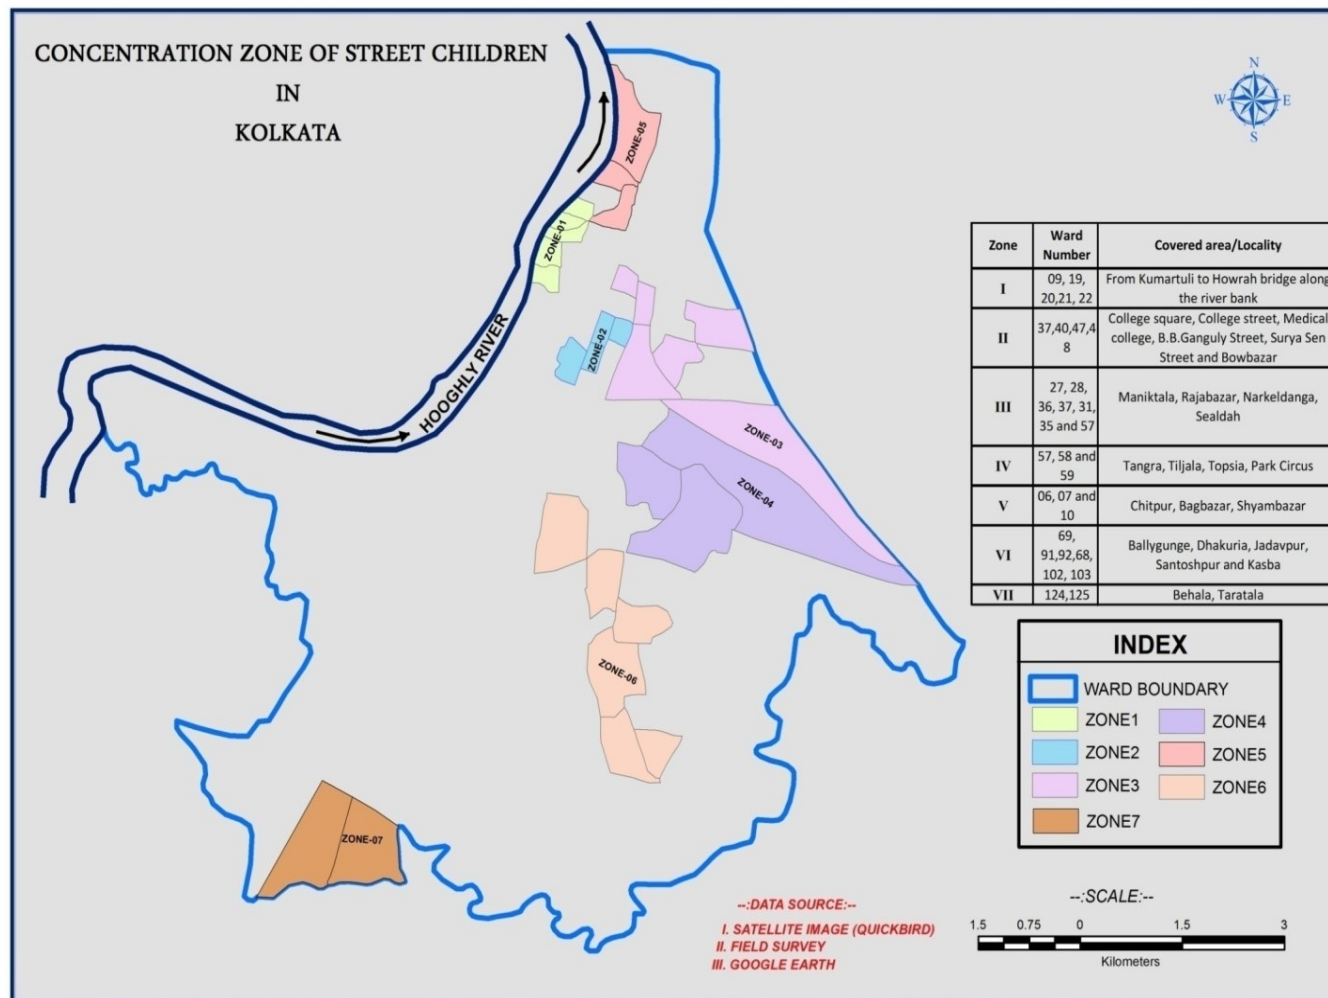 CONCENTRATION ZONE OF STREET CHILDREN
IN
KOLKATA
N
W E
S
ZONE-05
ZONE-01
ZONE-02
HOOGHLY RIVER
ZONE-03
ZONE-04
ZONE-06
ZONE-07
Zone Ward Number Covered area/Locality
I 09, 19, 20,21, 22 From Kumartuli to Howrah bridge along the river bank
II 37,40,47,48 College square, College street, Medical college, B.B.Ganguly Street, Surya Sen Street and Bowbazar
III 27, 28, 36, 37, 31, 35 and 57 Maniktala, Rajabazar, Narkeldanga, Sealdah
IV 57, 58 and 59 Tangra, Tiljala, Topsia, Park Circus
V 06, 07 and 10 Chitpur, Bagbazar, Shyambazar
VI 69, 91,92,68, 102, 103 Ballygunge, Dhakuria, Jadavpur, Santoshpur and Kasba
VII 124,125 Behala, Taratala
INDEX
WARD BOUNDARY
ZONE1 ZONE4
ZONE2 ZONE5
ZONE3 ZONE6
ZONE7
--:DATA SOURCE:--
I. SATELLITE IMAGE (QUICKBIRD)
II. FIELD SURVEY
III. GOOGLE EARTH
--:SCALE:--
1.5 0.75 0 1.5 3
Kilometers